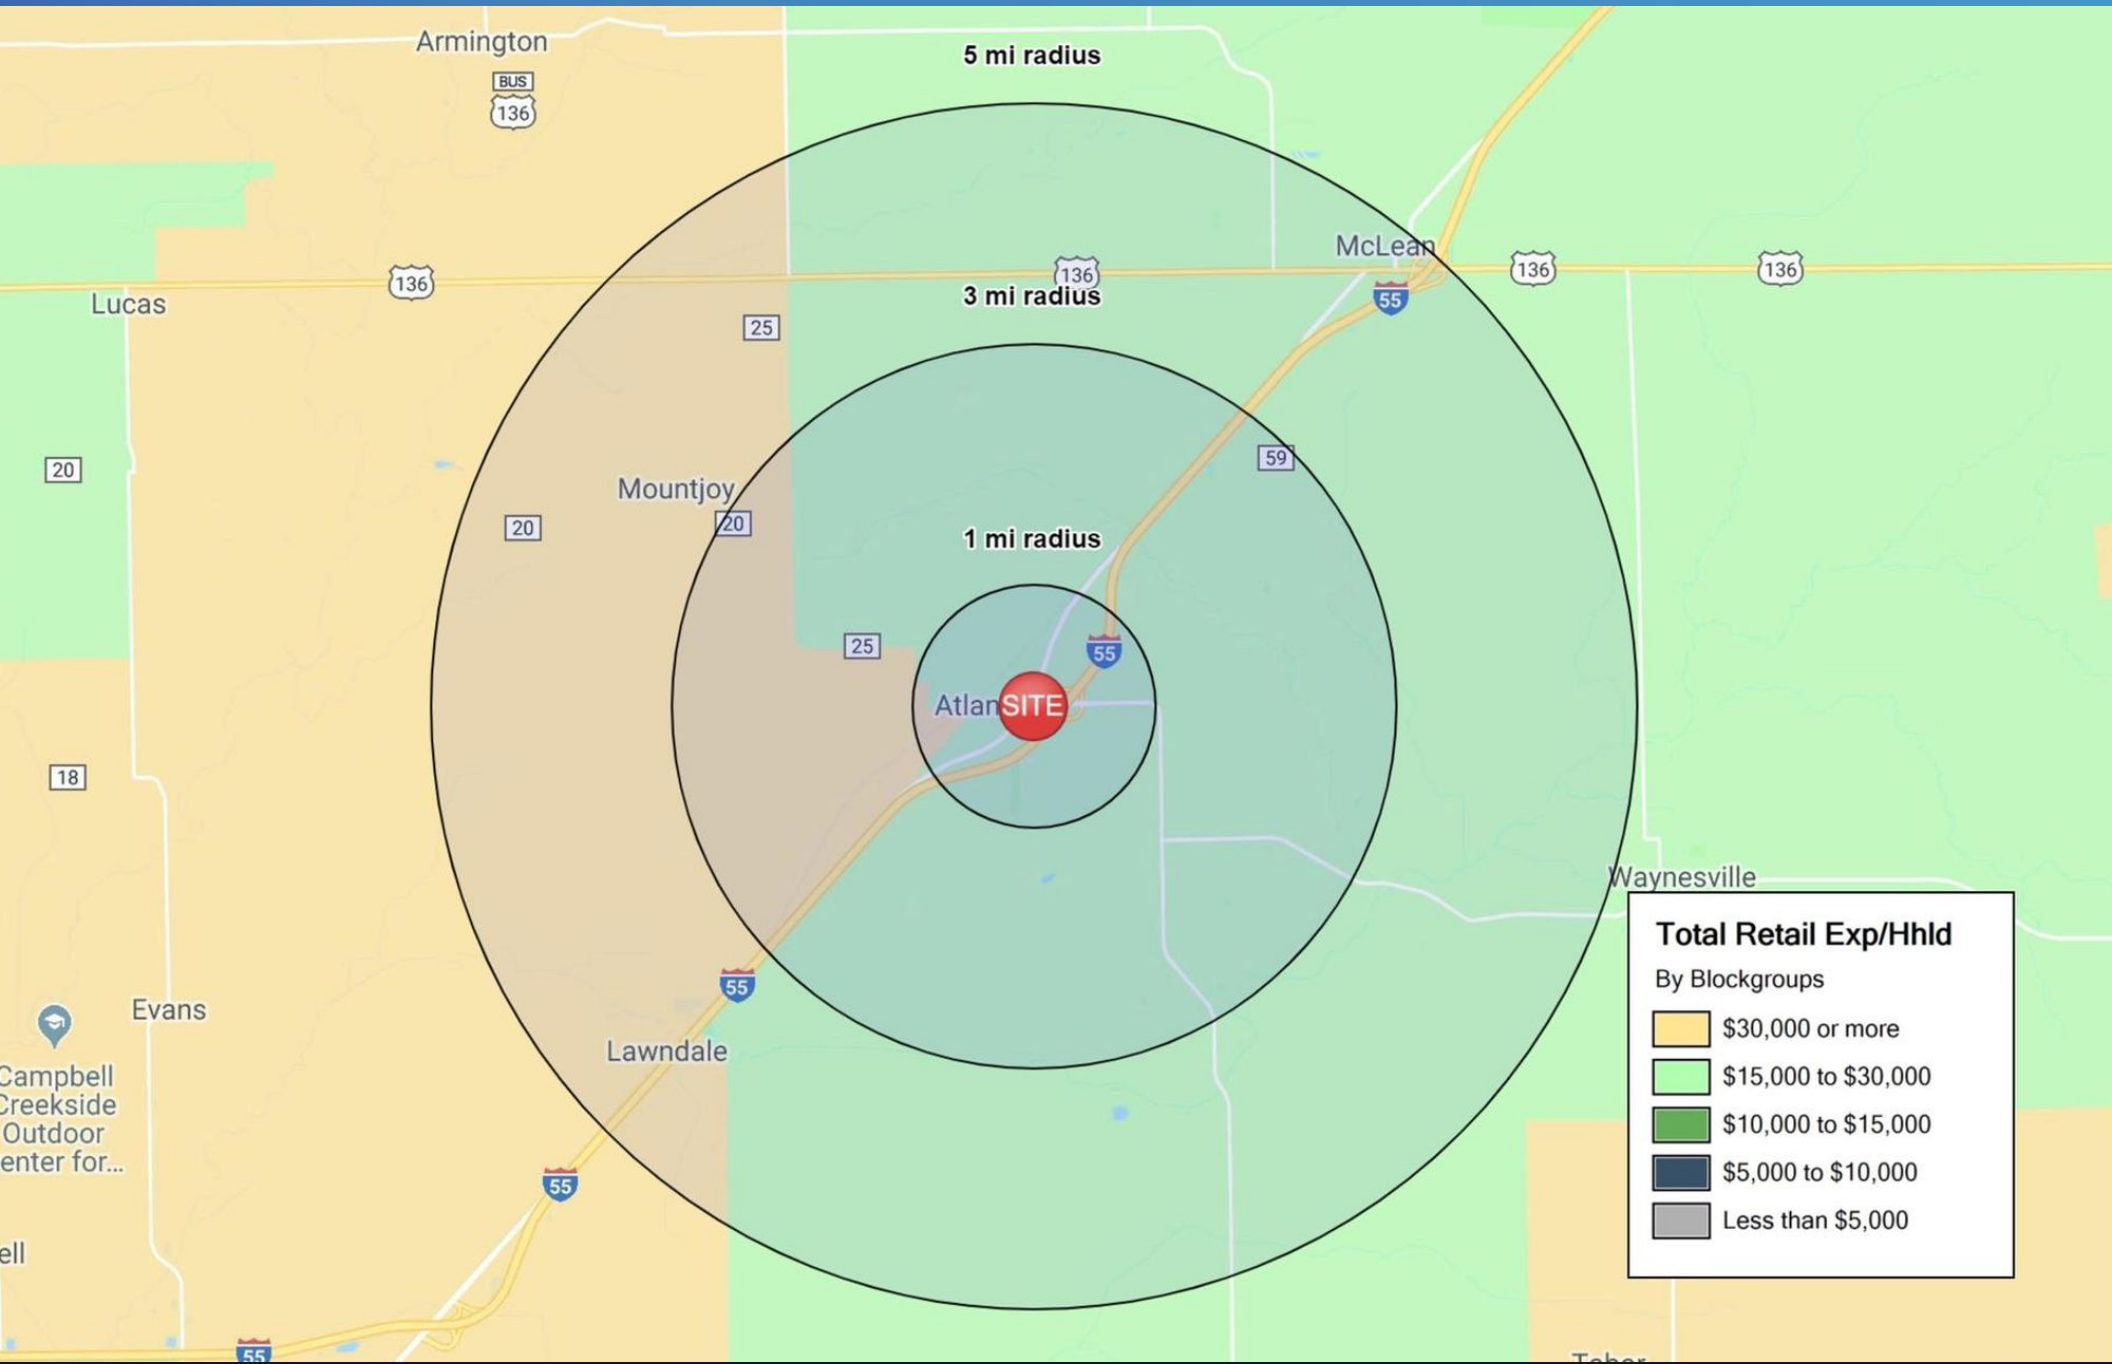 Armington
5 mi radius
BUS
136
McLean
136
136
136
136
Lucas
3 mi radius
55
25
59
20
Mountjoy
20
20
1 mi radius
25
55
Atlan
SITE
18
Waynesville
Total Retail Exp/Hhld
By Blockgroups
$30,000 or more
$15,000 to $30,000
$10,000 to $15,000
$5,000 to $10,000
Less than $5,000
55
Evans
Lawndale
Campbell
Creekside
Outdoor
enter for...
55
ell
55